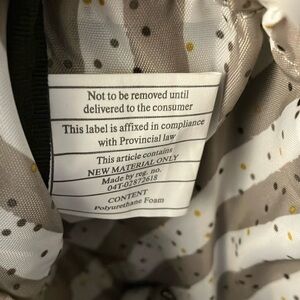 Not to be removed until
delivered to the consumer
This label is affixed in compliance
with Provincial law
This article contains
NEW MATERIAL ONLY
Made by reg. no.
04T-02872618
CONTENT
Polyurethane Foam